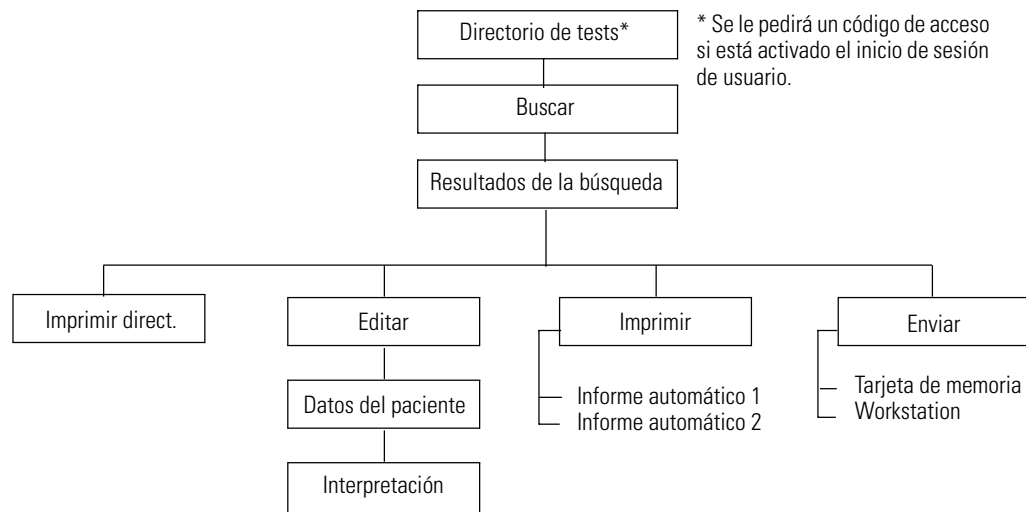 Directorio de tests*
* Se le pedirá un código de acceso
si está activado el inicio de sesión
de usuario.
Buscar
Resultados de la búsqueda
Imprimir direct.
Editar
Imprimir
Enviar
Datos del paciente
Informe automático 1
Informe automático 2
Tarjeta de memoria
Workstation
Interpretación